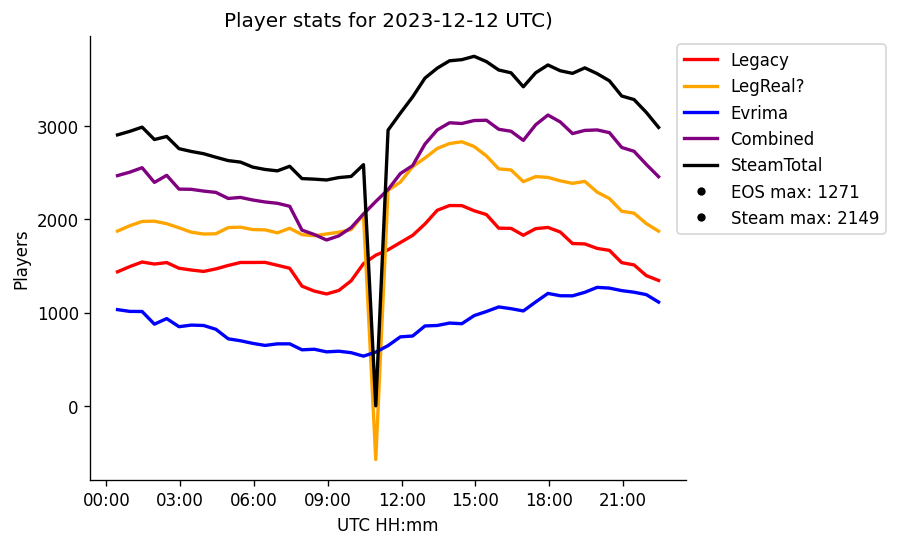 Player stats for 2023-12-12 UTC)
Legacy
LegReal?
Evrima
Combined
SteamTotal
EOS max: 1271
Steam max: 2149
Players
3000
2000
1000
0
00:00 03:00 06:00 09:00 12:00 15:00 18:00 21:00
UTC HH:mm